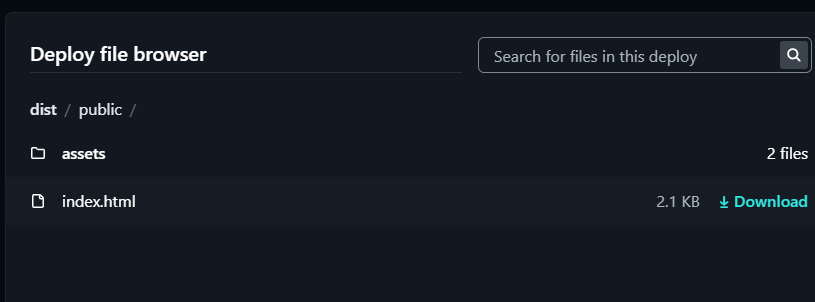 Deploy file browser
Search for files in this deploy
dist / public /
assets 2 files
index.html 2.1 KB Download